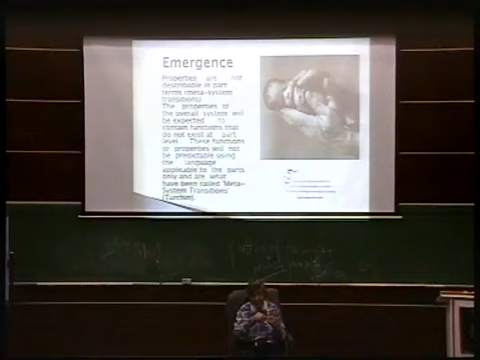 Emergence
Properties are not
describable in part
terms (meta-system
transitions)
The properties of
the overall system will
be expected to
contain functions that
do not exist at part
level. These functions
or properties will not
be predictable using
the language
applicable to the parts
only and are what
have been called 'Meta-
System Transitions'
(Turchin).